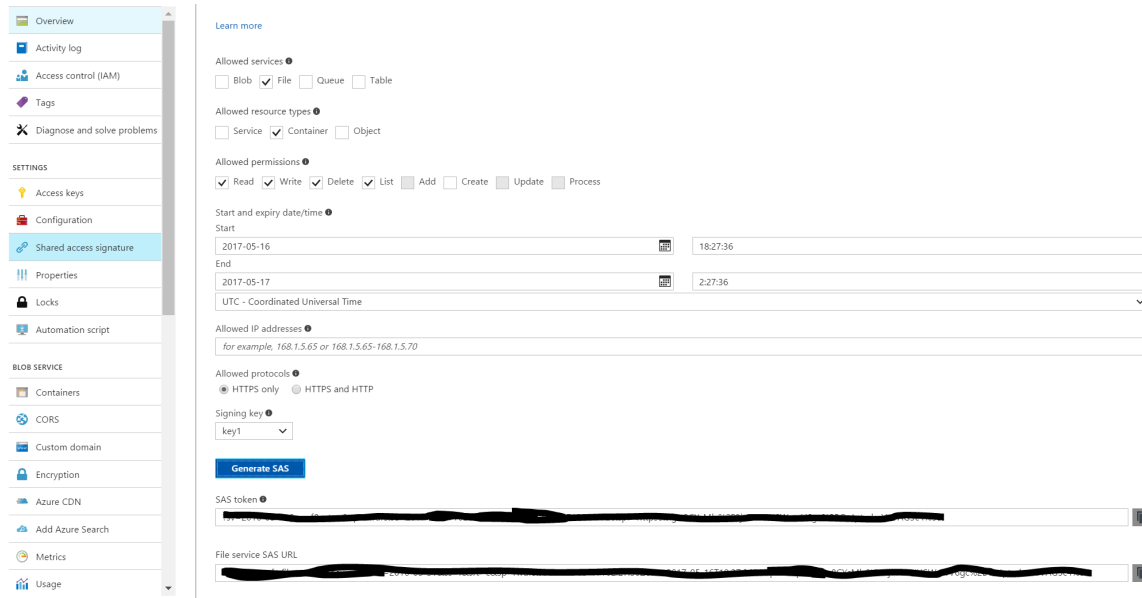 Overview
Activity log
Access control (IAM)
Tags
Diagnose and solve problems
SETTINGS
Access keys
Configuration
Shared access signature
Properties
Locks
Automation script
BLOB SERVICE
Containers
CORS
Custom domain
Encryption
Azure CDN
Add Azure Search
Metrics
Usage
Learn more
Allowed services
Blob File Queue Table
Allowed resource types
Service Container Object
Allowed permissions
Read Write Delete List Add Create Update Process
Start and expiry date/time
Start
2017-05-16 18:27:36
End
2017-05-17 2:27:36
UTC - Coordinated Universal Time
Allowed IP addresses
for example, 168.1.5.65 or 168.1.5.65-168.1.5.70
Allowed protocols
HTTPS only HTTPS and HTTP
Signing key
key1
Generate SAS
SAS token
File service SAS URL